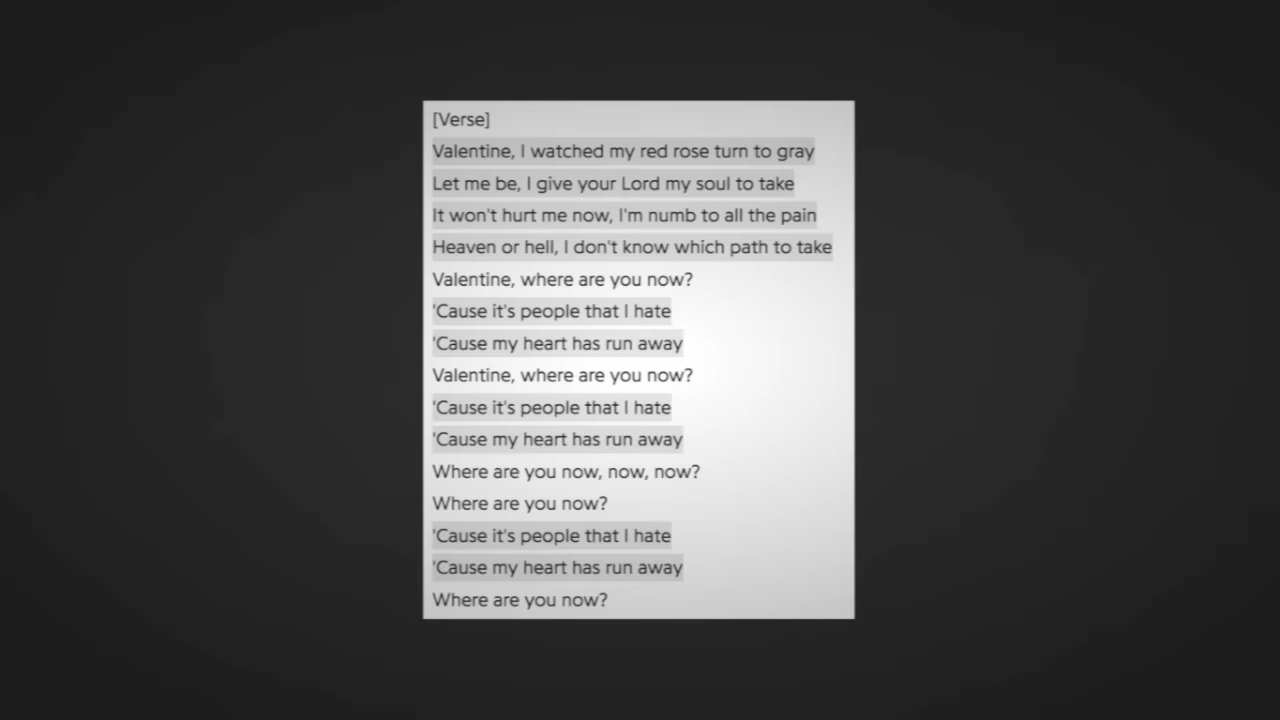 [Verse]
Valentine, I watched my red rose turn to gray
Let me be, I give your Lord my soul to take
It won't hurt me now, I'm numb to all the pain
Heaven or hell, I don't know which path to take
Valentine, where are you now?
'Cause it's people that I hate
'Cause my heart has run away
Valentine, where are you now?
'Cause it's people that I hate
'Cause my heart has run away
Where are you now, now, now?
Where are you now?
'Cause it's people that I hate
'Cause my heart has run away
Where are you now?